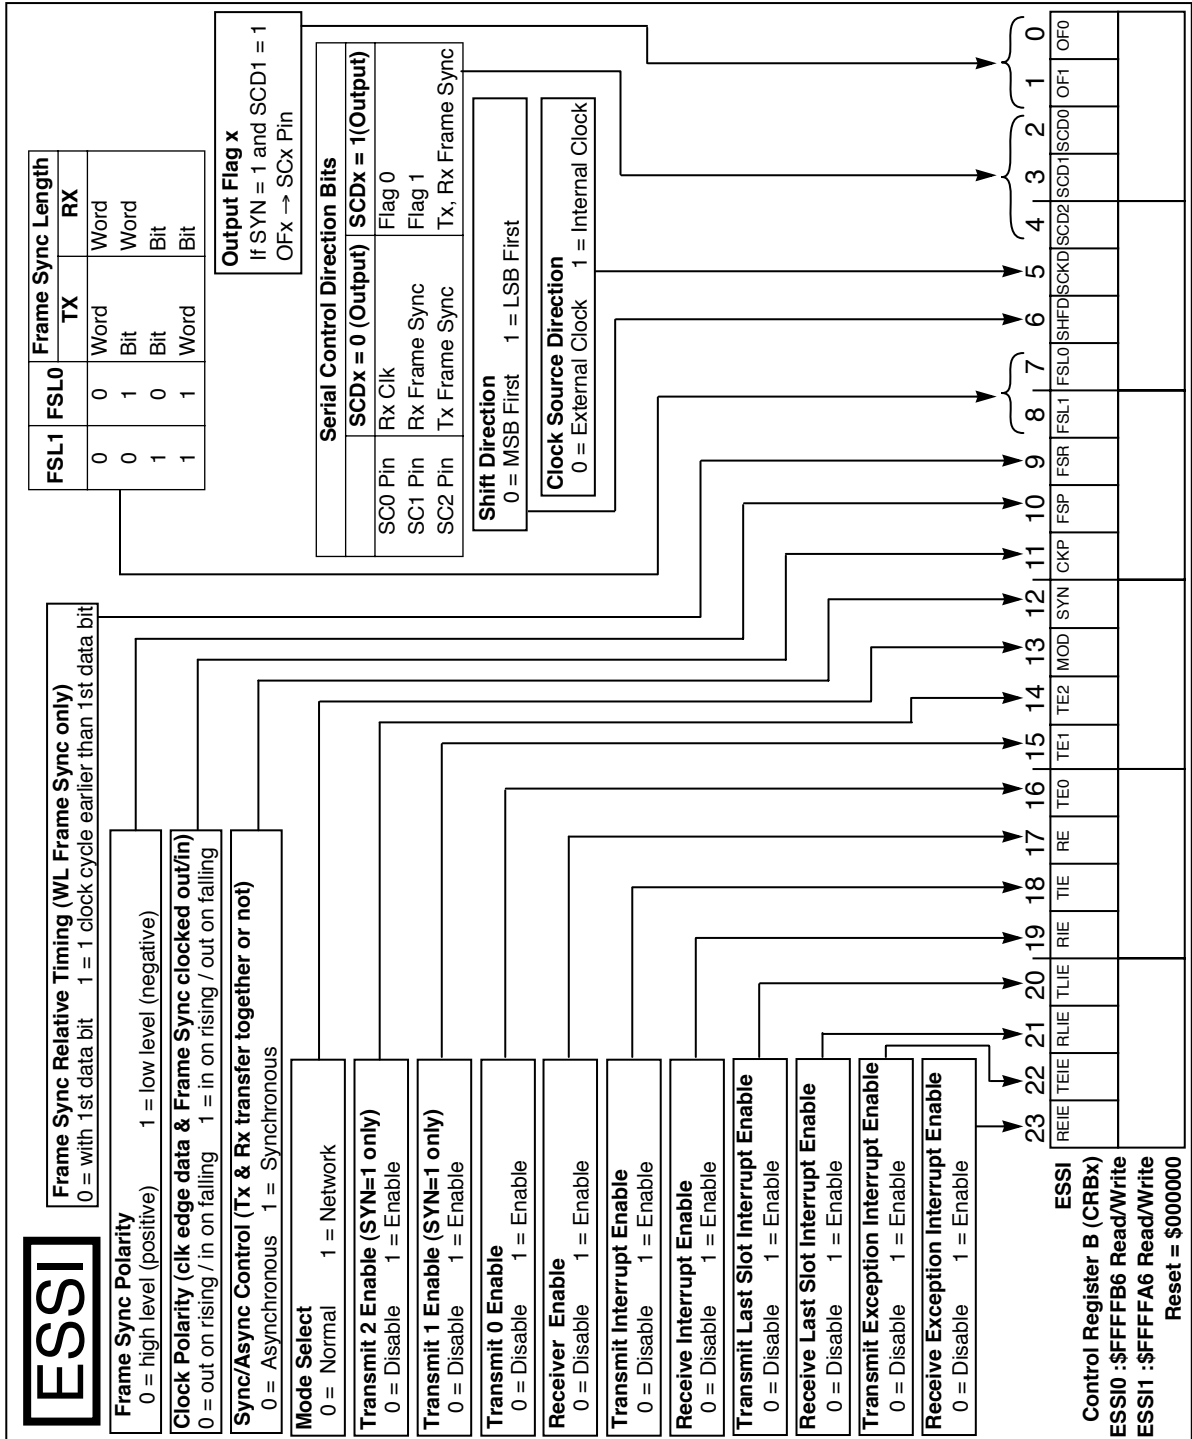 ESSI
Frame Sync Relative Timing (WL Frame Sync only)
0 = with 1st data bit 1 = 1 clock cycle earlier than 1st data bit
Frame Sync Polarity
0 = high level (positive) 1 = low level (negative)
Clock Polarity (clk edge data & Frame Sync clocked out/in)
0 = out on rising / in on falling 1 = in on rising / out on falling
Sync/Async Control (Tx & Rx transfer together or not)
0 = Asynchronous 1 = Synchronous
Mode Select
0 = Normal 1 = Network
Transmit 2 Enable (SYN=1 only)
0 = Disable 1 = Enable
Transmit 1 Enable (SYN=1 only)
0 = Disable 1 = Enable
Transmit 0 Enable
0 = Disable 1 = Enable
Receiver Enable
0 = Disable 1 = Enable
Transmit Interrupt Enable
0 = Disable 1 = Enable
Receive Interrupt Enable
0 = Disable 1 = Enable
Transmit Last Slot Interrupt Enable
0 = Disable 1 = Enable
Receive Last Slot Interrupt Enable
0 = Disable 1 = Enable
Transmit Exception Interrupt Enable
0 = Disable 1 = Enable
Receive Exception Interrupt Enable
0 = Disable 1 = Enable
FSL1 FSL0 Frame Sync Length
TX RX
0 0 Word Word
0 1 Bit Word
1 0 Bit Bit
1 1 Word Bit
Output Flag x
If SYN = 1 and SCD1 = 1
OFx → SCx Pin
Serial Control Direction Bits
SCDx = 0 (Output) SCDx = 1(Output)
SC0 Pin Rx Clk Flag 0
SC1 Pin Rx Frame Sync Flag 1
SC2 Pin Tx Frame Sync Tx, Rx Frame Sync
Shift Direction
0 = MSB First 1 = LSB First
Clock Source Direction
0 = External Clock 1 = Internal Clock
23 22 21 20 19 18 17 16 15 14 13 12 11 10 9 8 7 6 5 4 3 2 1 0
REIE TEIE RLIE TLIE RIE TIE RE TE0 TE1 TE2 MOD SYN CKP FSP FSR FSL1 FSL0 SHFD SCKD SCD2 SCD1 SCD0 OF1 OF0
ESSI
Control Register B (CRBx)
ESSI0 :$FFFFB6 Read/Write
ESSI1 :$FFFFA6 Read/Write
Reset = $000000